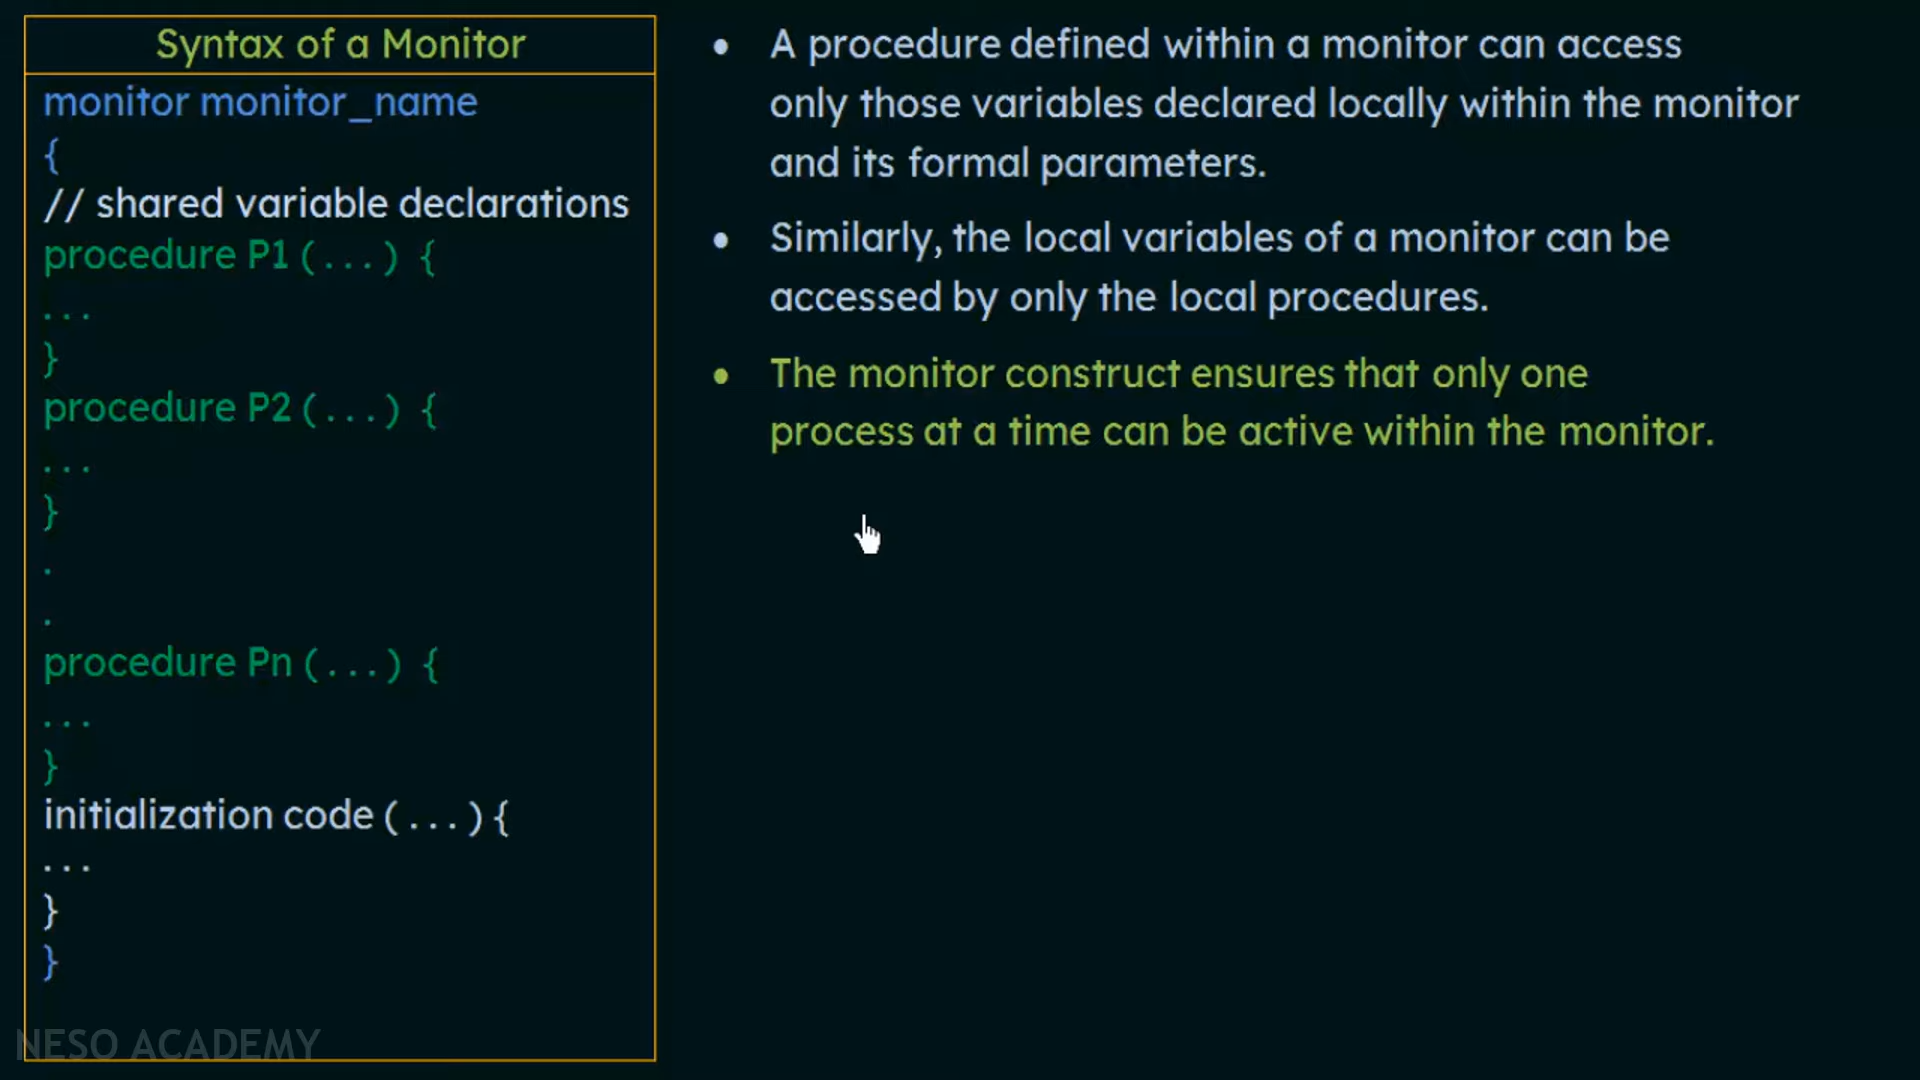 Syntax of a Monitor
monitor monitor_name
{
// shared variable declarations
procedure P1 (...) {
...
}
procedure P2 (...) {
...
}
.
.
procedure Pn (...) {
...
}
initialization code (...) {
...
}
}
NESO ACADEMY
• A procedure defined within a monitor can access
only those variables declared locally within the monitor
and its formal parameters.
• Similarly, the local variables of a monitor can be
accessed by only the local procedures.
• The monitor construct ensures that only one
process at a time can be active within the monitor.